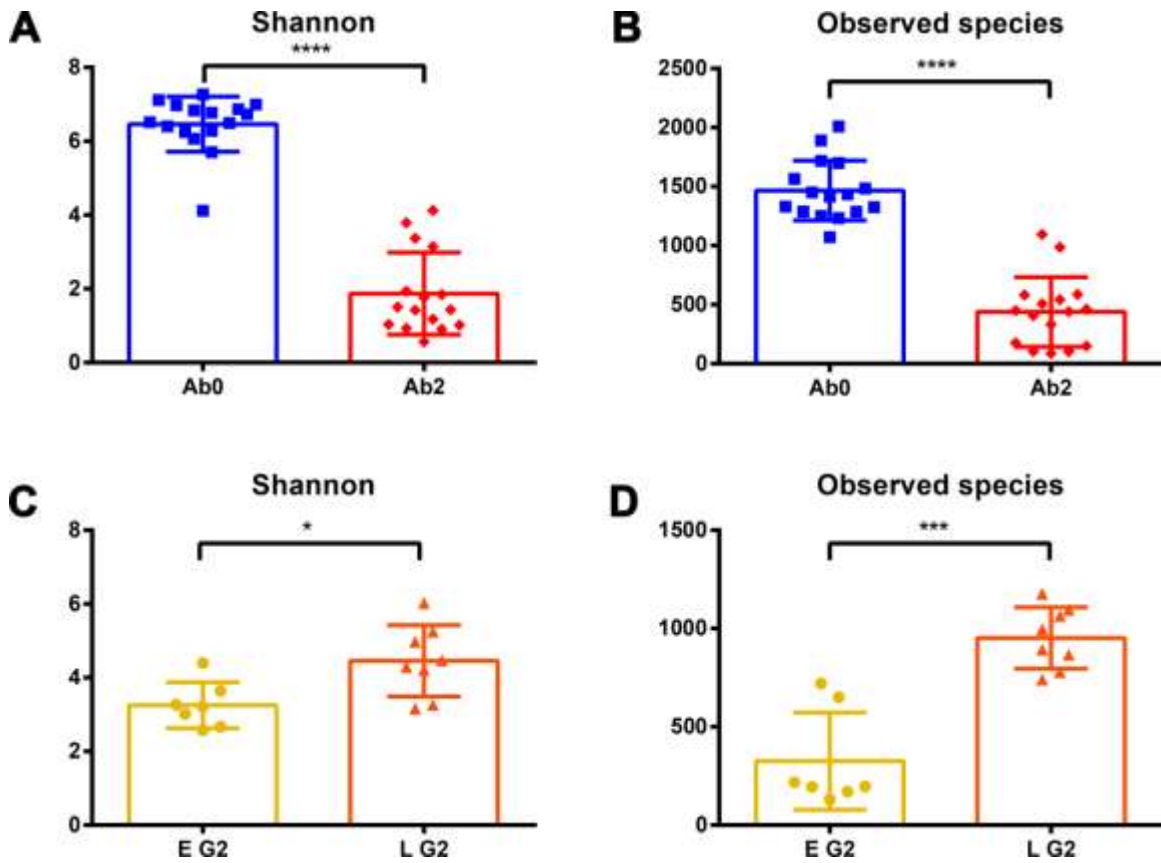 A
Shannon
****
8
6
4
2
0
Ab0 Ab2
B
Observed species
****
2500
2000
1500
1000
500
0
Ab0 Ab2
C
Shannon
*
8
6
4
2
0
E G2 L G2
D
Observed species
***
1500
1000
500
0
E G2 L G2